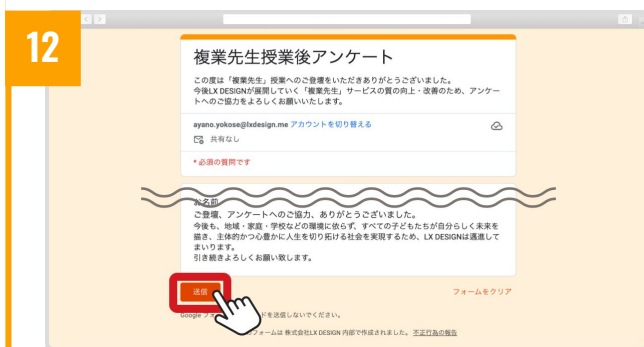 12
複業先生授業後アンケート
この度は「複業先生」授業へのご登壇をいただきありがとうございました。
今後LX DESIGNが展開していく「複業先生」サービスの質の向上・改善のため、アンケー
トへのご協力をよろしくお願いいたします。
ayano.yokose@lxdesign.me アカウントを切り替える
共有なし
* 必須の質問です
お名前
ご登壇、アンケートへのご協力、ありがとうございました。
今後も、地域・家庭・学校などの環境に依らず、すべての子どもたちが自分らしく未来を
描き、主体的かつ心豊かに人生を切り拓ける社会を実現するため、LX DESIGNは邁進して
まいります。
引き続きよろしくお願い致します。
送信
フォームをクリア
Google フォ
ドを送信しないでください。
フォームは 株式会社LX DESIGN 内部で作成されました。 不正行為の報告